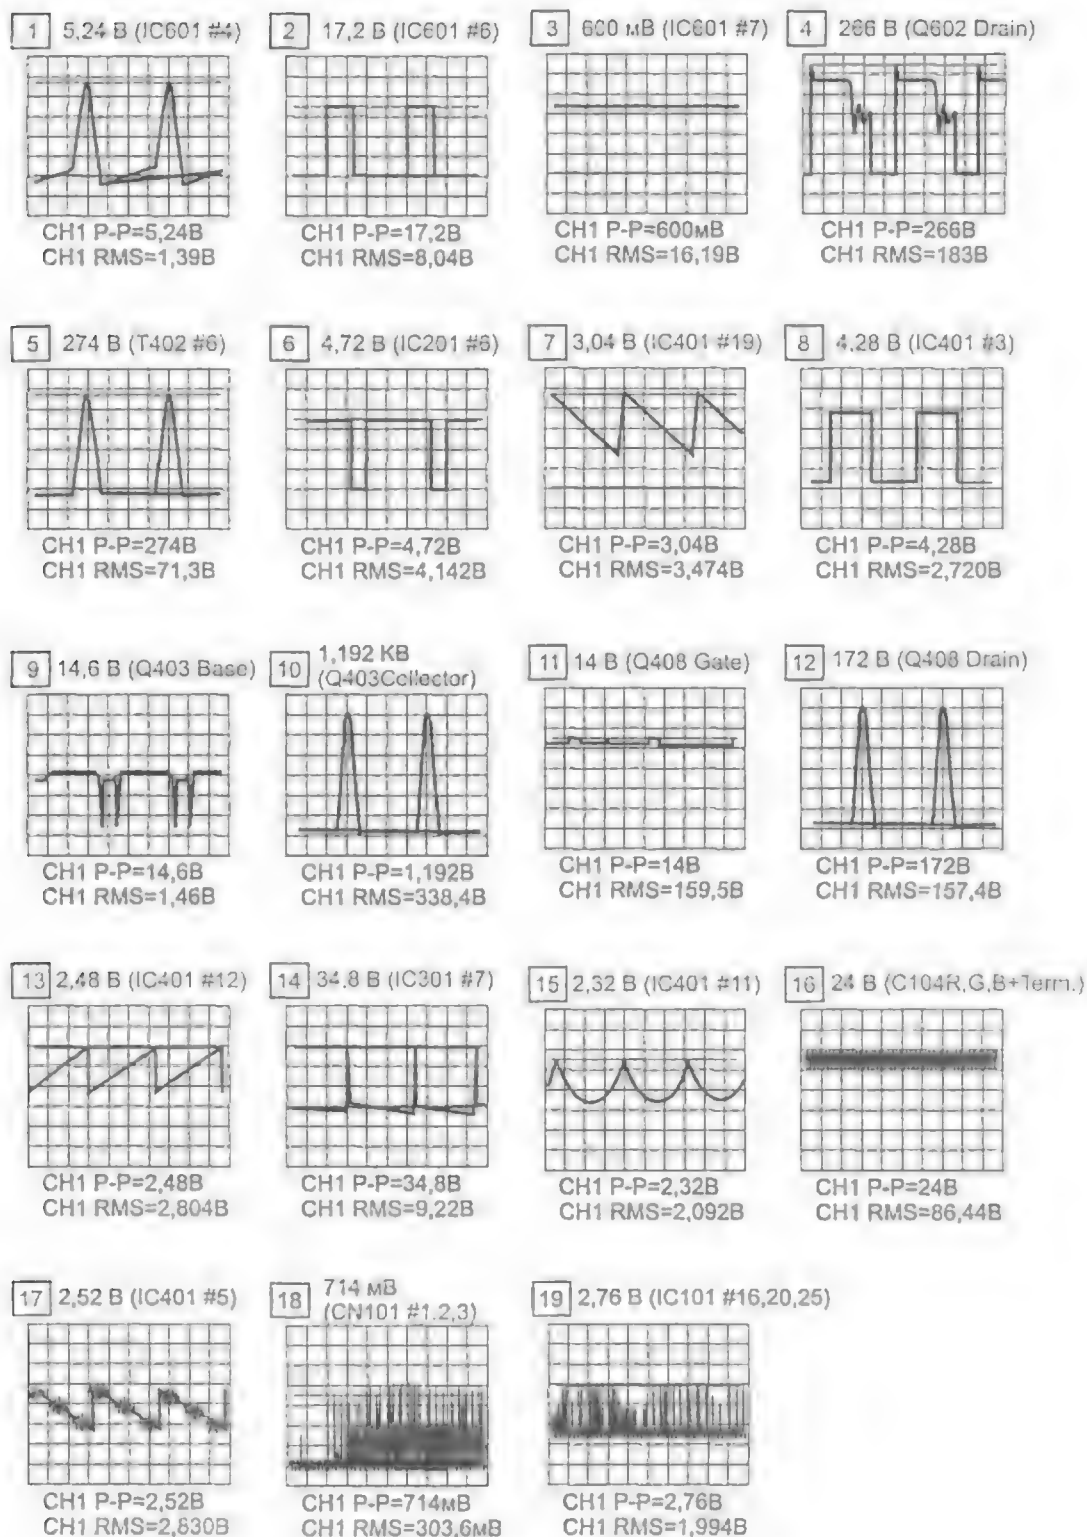 1 5,24 В (IC601 #4)
2 17,2 В (IC601 #6)
3 600 мВ (IC601 #7)
4 266 В (Q602 Drain)
CH1 P-P=5,24В
CH1 RMS=1,39В
CH1 P-P=17,2В
CH1 RMS=8,04В
CH1 P-P=600мВ
CH1 RMS=16,19В
CH1 P-P=266В
CH1 RMS=183В
5 274 В (T402 #6)
6 4,72 В (IC201 #6)
7 3,04 В (IC401 #19)
8 4,28 В (IC401 #3)
CH1 P-P=274В
CH1 RMS=71,3В
CH1 P-P=4,72В
CH1 RMS=4,142В
CH1 P-P=3,04В
CH1 RMS=3,474В
CH1 P-P=4,28В
CH1 RMS=2,720В
9 14,6 В (Q403 Base)
10 1,192 КВ
(Q403Collector)
11 14 В (Q408 Gate)
12 172 В (Q408 Drain)
CH1 P-P=14,6В
CH1 RMS=1,46В
CH1 P-P=1,192В
CH1 RMS=338,4В
CH1 P-P=14В
CH1 RMS=159,5В
CH1 P-P=172В
CH1 RMS=157,4В
13 2,48 В (IC401 #12)
14 34,8 В (IC301 #7)
15 2,32 В (IC401 #11)
16 24 В (C104R,G,B+Term.)
CH1 P-P=2,48В
CH1 RMS=2,804В
CH1 P-P=34,8В
CH1 RMS=9,22В
CH1 P-P=2,32В
CH1 RMS=2,092В
CH1 P-P=24В
CH1 RMS=86,44В
17 2,52 В (IC401 #5)
18 714 мВ
(CN101 #1.2,3)
19 2,76 В (IC101 #16,20,25)
CH1 P-P=2,52В
CH1 RMS=2,830В
CH1 P-P=714мВ
CH1 RMS=303,6мВ
CH1 P-P=2,76В
CH1 RMS=1,994В